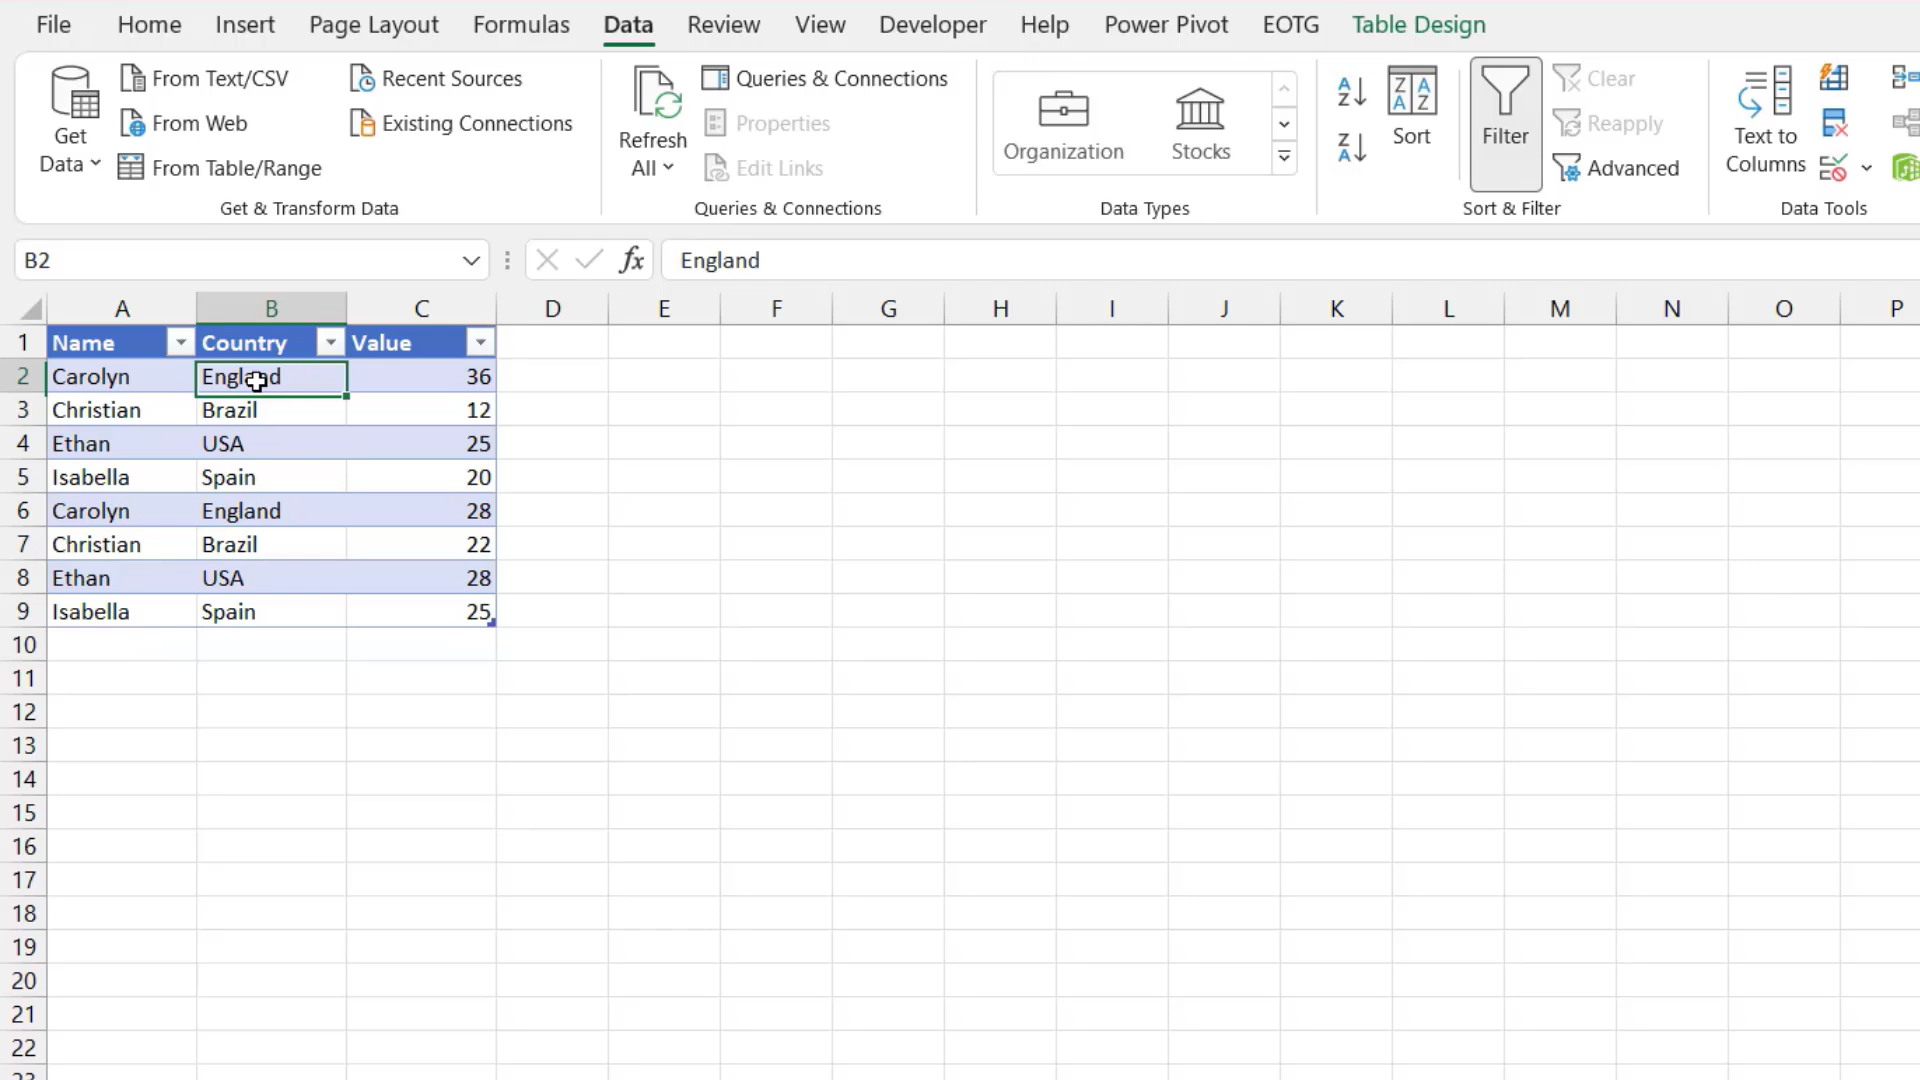 File Home Insert Page Layout Formulas Data Review View Developer Help Power Pivot EOTG Table Design
Get Data
From Text/CSV
From Web
From Table/Range
Recent Sources
Existing Connections
Get & Transform Data
Refresh All
Queries & Connections
Properties
Edit Links
Queries & Connections
Organization
Stocks
Data Types
Sort
Filter
Clear
Reapply
Advanced
Sort & Filter
Text to Columns
Data Tools
B2 fx England
A B C D E F G H I J K L M N O P
1 Name Country Value
2 Carolyn England 36
3 Christian Brazil 12
4 Ethan USA 25
5 Isabella Spain 20
6 Carolyn England 28
7 Christian Brazil 22
8 Ethan USA 28
9 Isabella Spain 25
10
11
12
13
14
15
16
17
18
19
20
21
22
23